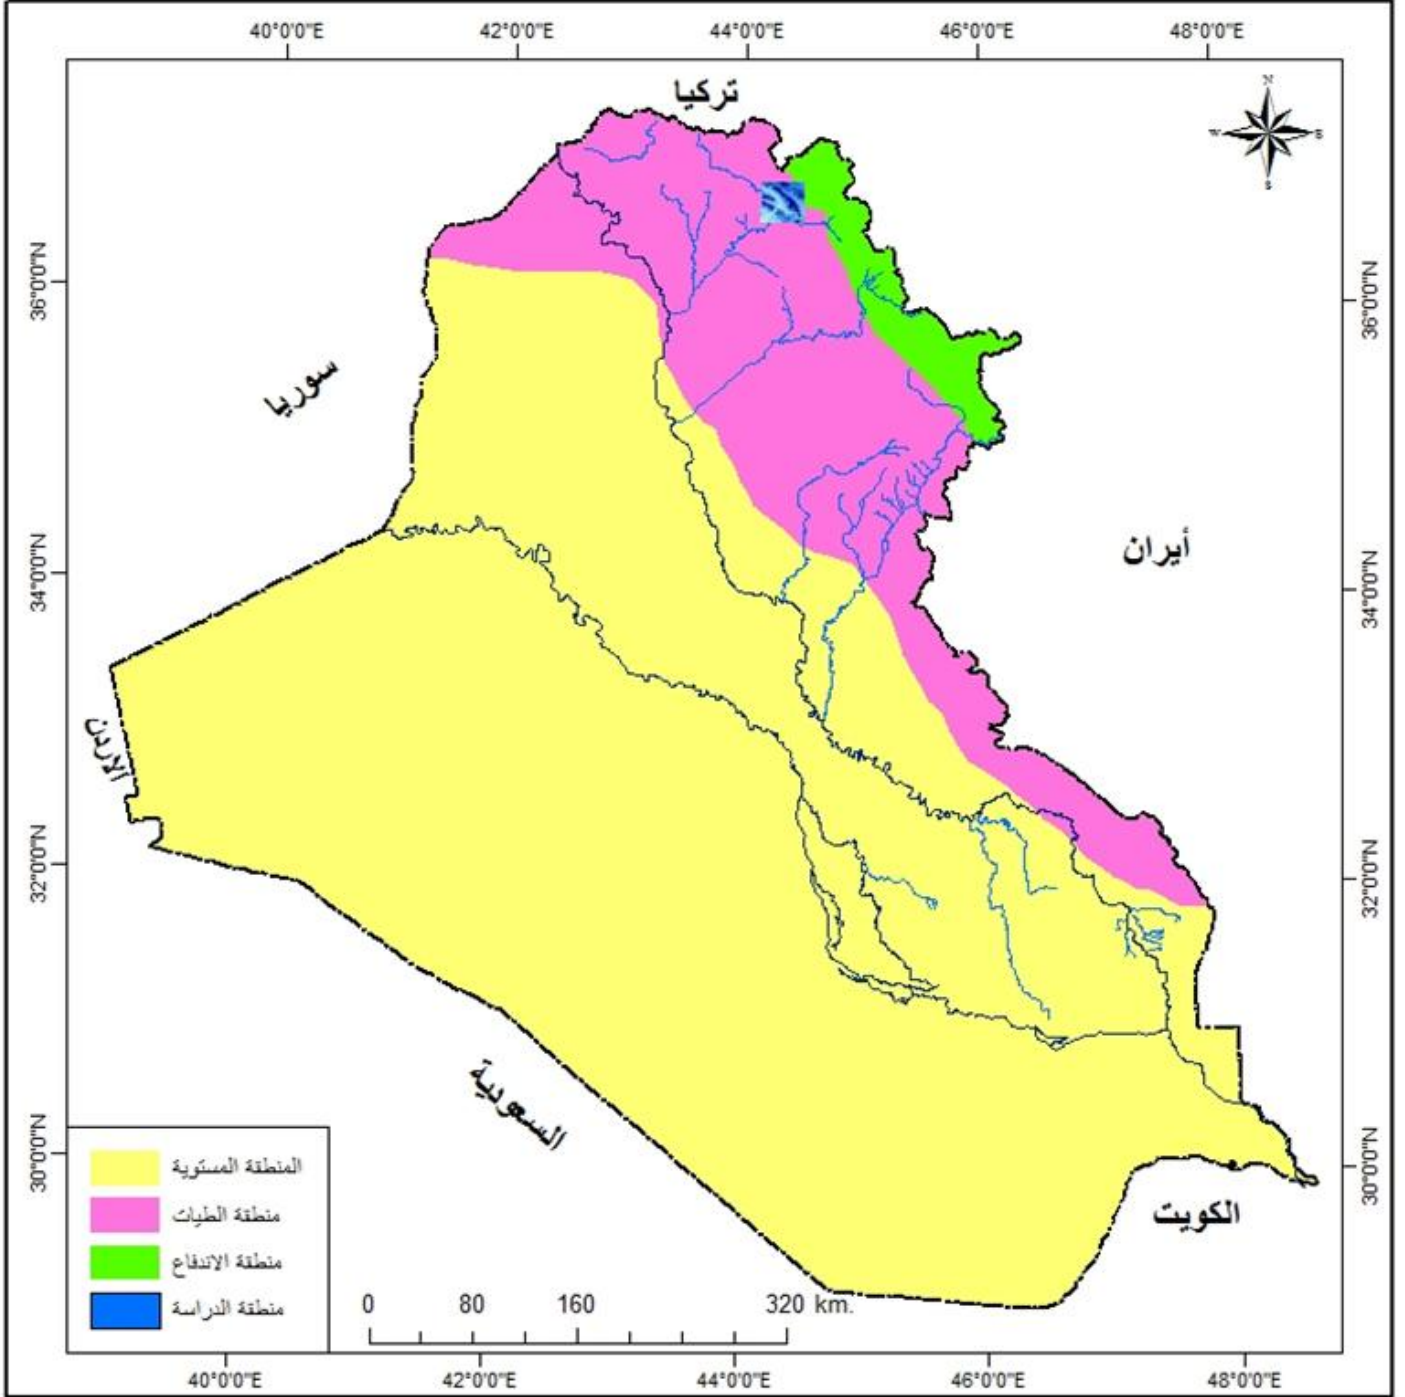 40°0'0"E
42°0'0"E
44°0'0"E
46°0'0"E
48°0'0"E
تركيا
N
W
E
S
36°0'0"N
36°0'0"N
سوريا
أيران
34°0'0"N
34°0'0"N
الاردن
32°0'0"N
32°0'0"N
السعودية
30°0'0"N
30°0'0"N
الكويت
المنطقة المستوية
منطقة الطيات
منطقة الاندفاع
منطقة الدراسة
0 80 160 320 km.
40°0'0"E
42°0'0"E
44°0'0"E
46°0'0"E
48°0'0"E